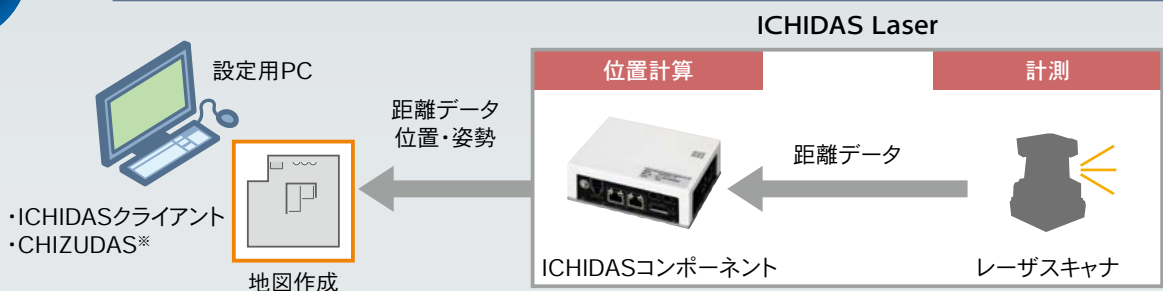 ICHIDAS Laser
設定用PC
位置計算
計測
距離データ
位置・姿勢
距離データ
・ICHIDASクライアント
・CHIZUDAS※
地図作成
ICHIDASコンポーネント
レーザスキャナ